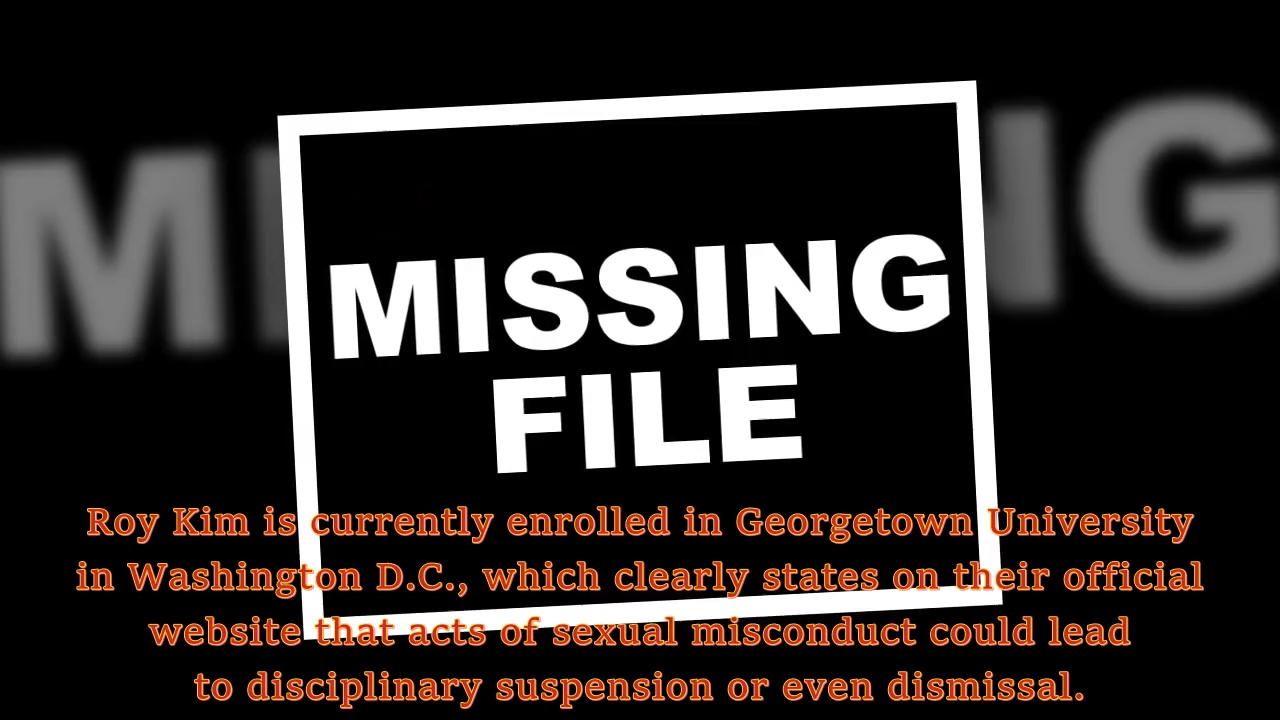 MISSING
FILE
Roy Kim is currently enrolled in Georgetown University
in Washington D.C., which clearly states on their official
website that acts of sexual misconduct could lead
to disciplinary suspension or even dismissal.